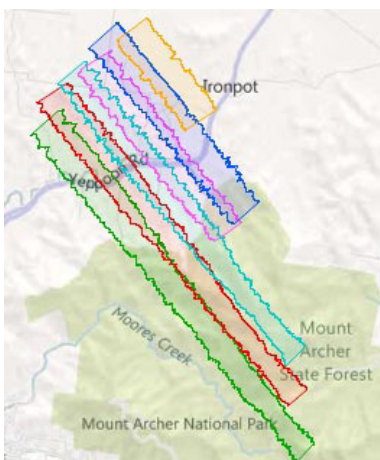 Ironpot
Yeppoon Rd
Moores Creek
Mount
Archer
State Forest
Mount Archer National Park